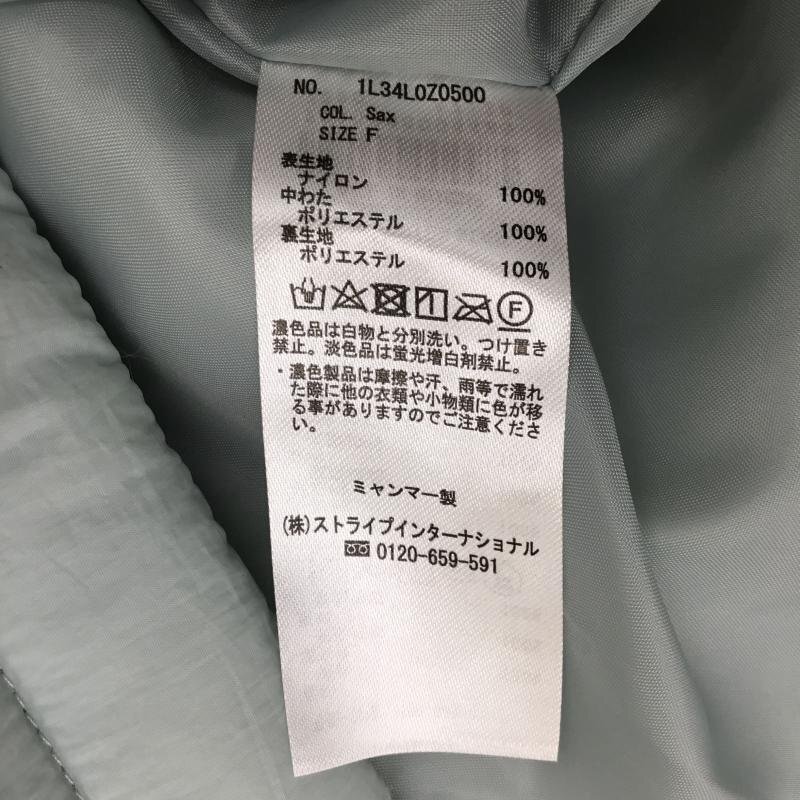 NO. 1L34L0Z0500
COL. Sax
SIZE F
表生地
ナイロン 100%
中わた
ポリエステル 100%
裏生地
ポリエステル 100%
F
濃色品は白物と分別洗い。つけ置き
禁止。淡色品は蛍光増白剤禁止。
・濃色製品は摩擦や汗、雨等で濡れ
た際に他の衣類や小物類に色が移
る事がありますのでご注意くださ
い。
ミャンマー製
(株)ストライプインターナショナル
0120-659-591